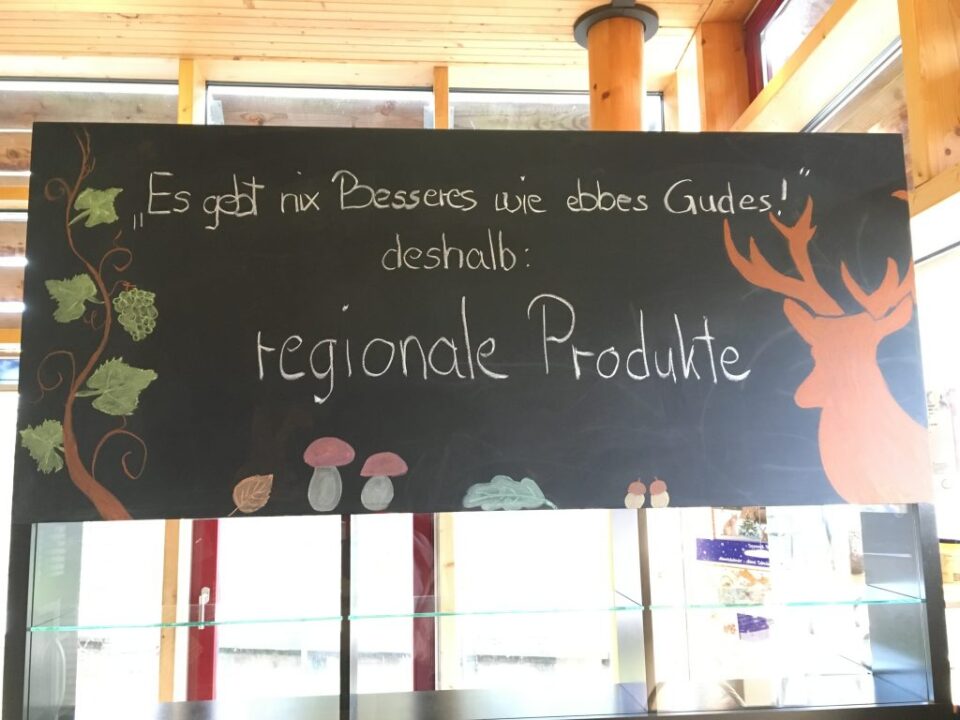 „Es gebt nix Besseres wie ebbes Gudes!“
deshalb:
regionale Produkte